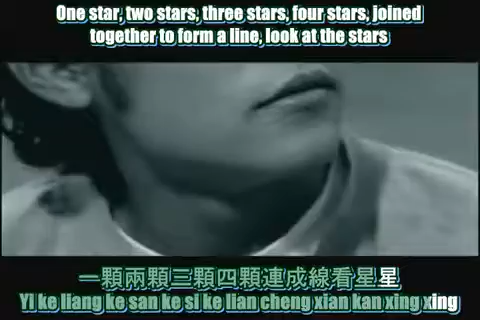 One star, two stars, three stars, four stars, joined
together to form a line, look at the stars
一顆兩顆三顆四顆連成線看星星
Yi ke liang ke san ke si ke lian cheng xian kan xing xing